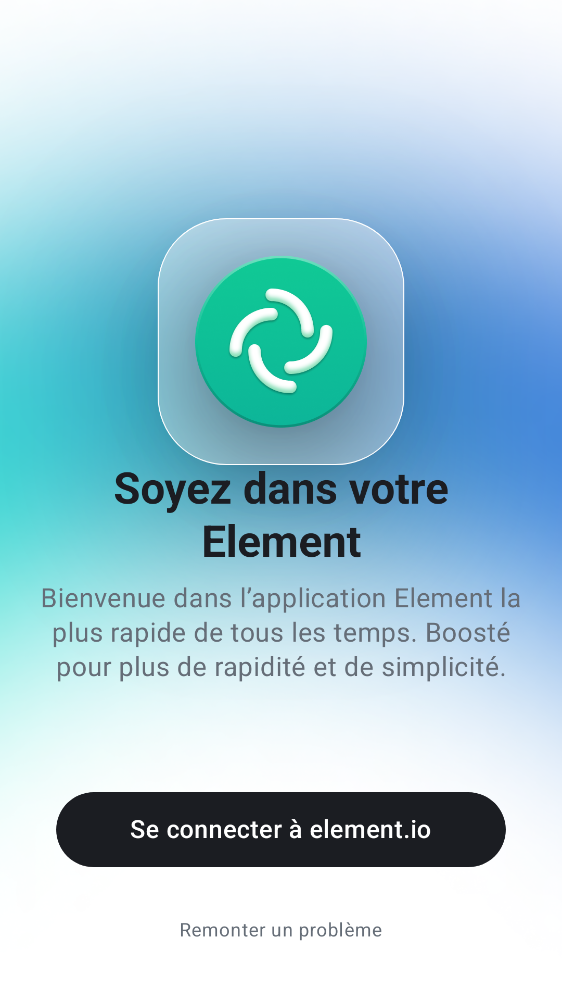 Soyez dans votre
Element
Bienvenue dans l’application Element la
plus rapide de tous les temps. Boosté
pour plus de rapidité et de simplicité.
Se connecter à element.io
Remonter un problème